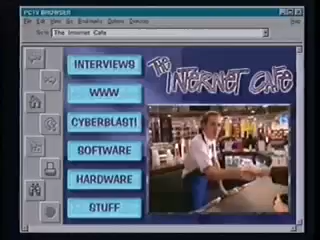 PCTV BROWSER
File Edit View Go Bookmarks Options Directory Help
The Internet Cafe
INTERVIEWS
WWW
CYBERBLAST!
SOFTWARE
HARDWARE
STUFF
The INTERNET CAFE